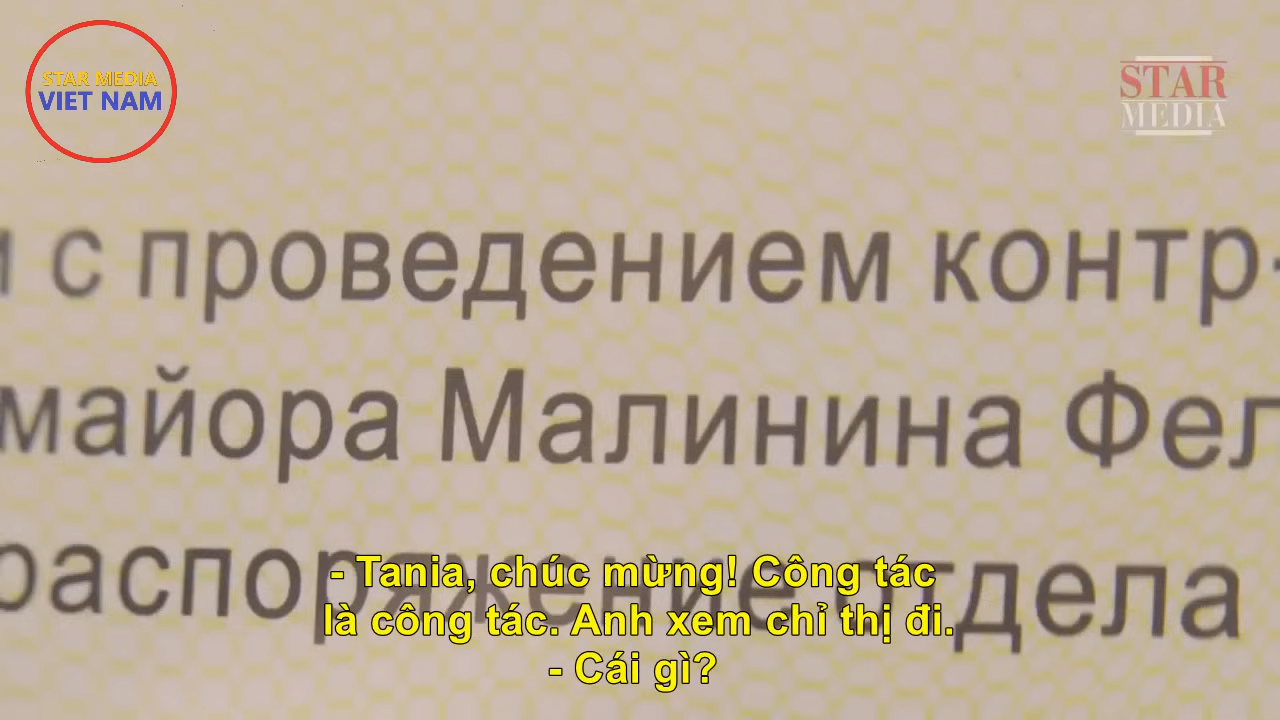 STAR MEDIA
VIET NAM
STAR
MEDIA
с проведением контр-
майора Малинина Фел
распоряжение отдела
- Tania, chúc mừng! Công tác
là công tác. Anh xem chỉ thị đi.
- Cái gì?